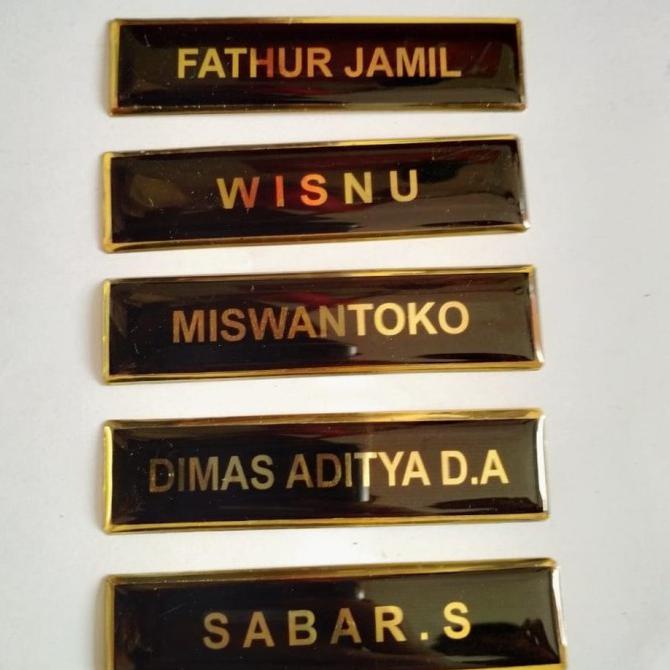 FATHUR JAMIL
WISNU
MISWANTOKO
DIMAS ADITYA D.A
SABAR.S